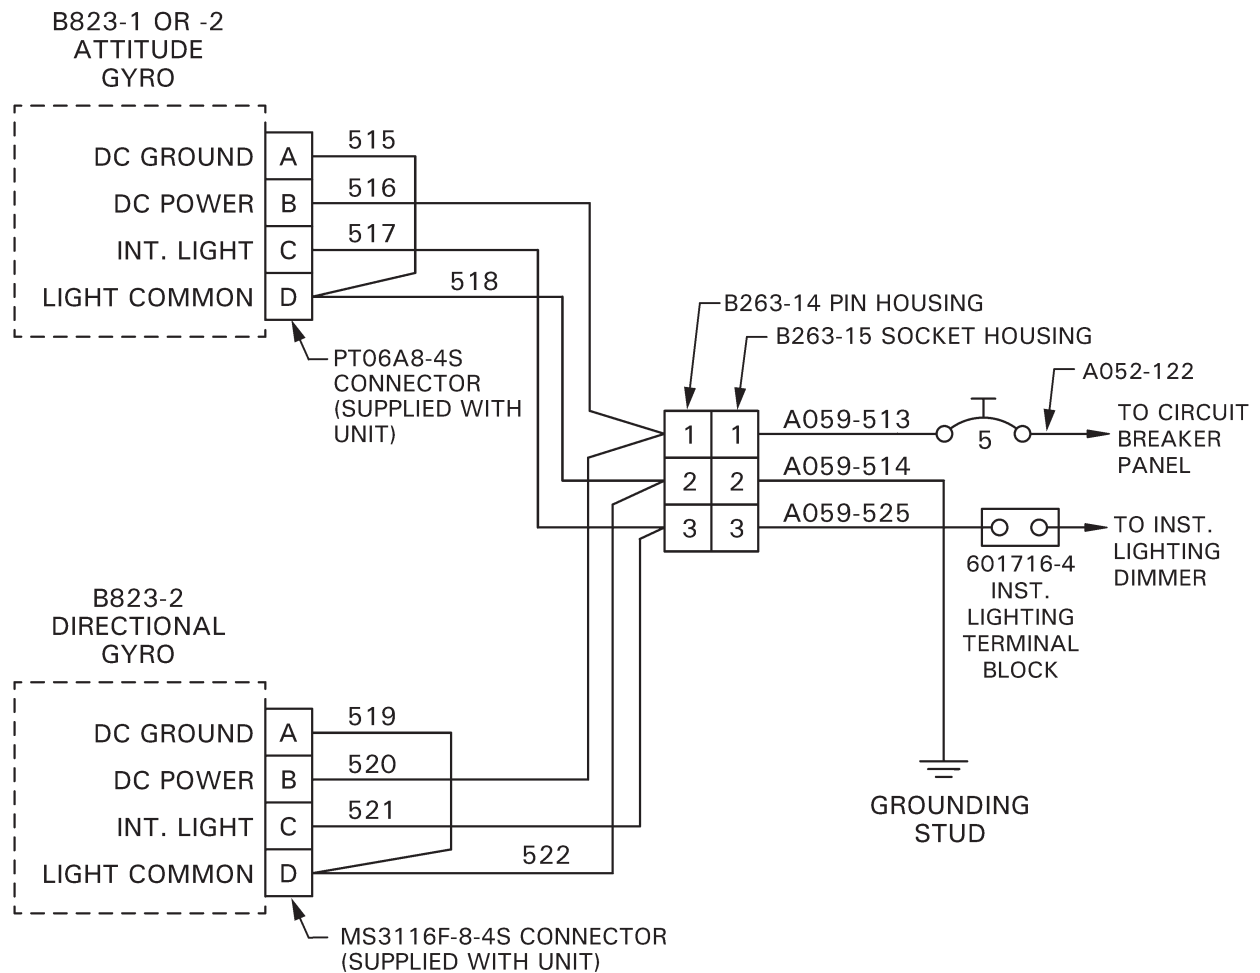 B823-1 OR -2
ATTITUDE
GYRO
DC GROUND A 515
DC POWER B 516
INT. LIGHT C 517
LIGHT COMMON D 518
PT06A8-4S
CONNECTOR
(SUPPLIED WITH
UNIT)
B263-14 PIN HOUSING
B263-15 SOCKET HOUSING
A052-122
1 1 A059-513 5
TO CIRCUIT
BREAKER
PANEL
2 2 A059-514
3 3 A059-525
TO INST.
LIGHTING
DIMMER
601716-4
INST.
LIGHTING
TERMINAL
BLOCK
GROUNDING
STUD
B823-2
DIRECTIONAL
GYRO
DC GROUND A 519
DC POWER B 520
INT. LIGHT C 521
LIGHT COMMON D 522
MS3116F-8-4S CONNECTOR
(SUPPLIED WITH UNIT)